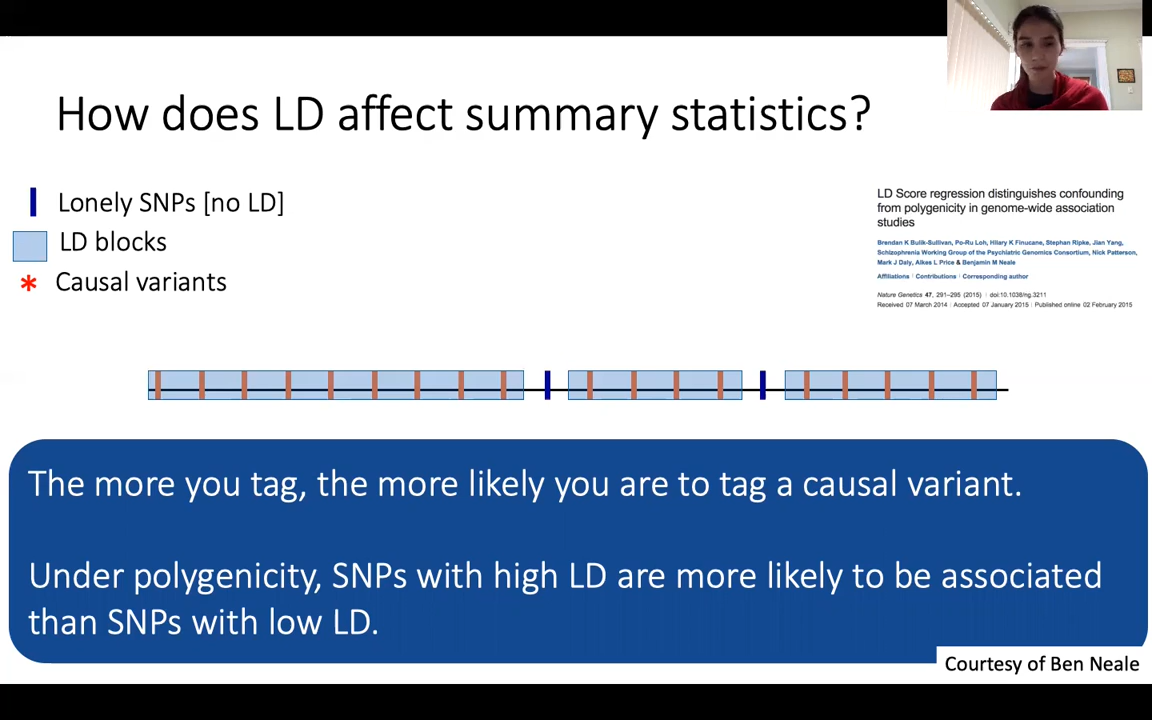 How does LD affect summary statistics?
Lonely SNPs [no LD]
LD blocks
* Causal variants
LD Score regression distinguishes confounding
from polygenicity in genome-wide association
studies
Brendan K Bulik-Sullivan, Po-Ru Loh, Hilary K Finucane, Stephan Ripke, Jian Yang,
Schizophrenia Working Group of the Psychiatric Genomics Consortium, Nick Patterson,
Mark J Daly, Alkes L Price & Benjamin M Neale
Affiliations | Contributions | Corresponding author
Nature Genetics 47, 291–295 (2015) | doi:10.1038/ng.3211
Received 07 March 2014 | Accepted 07 January 2015 | Published online 02 February 2015
The more you tag, the more likely you are to tag a causal variant.
Under polygenicity, SNPs with high LD are more likely to be associated
than SNPs with low LD.
Courtesy of Ben Neale